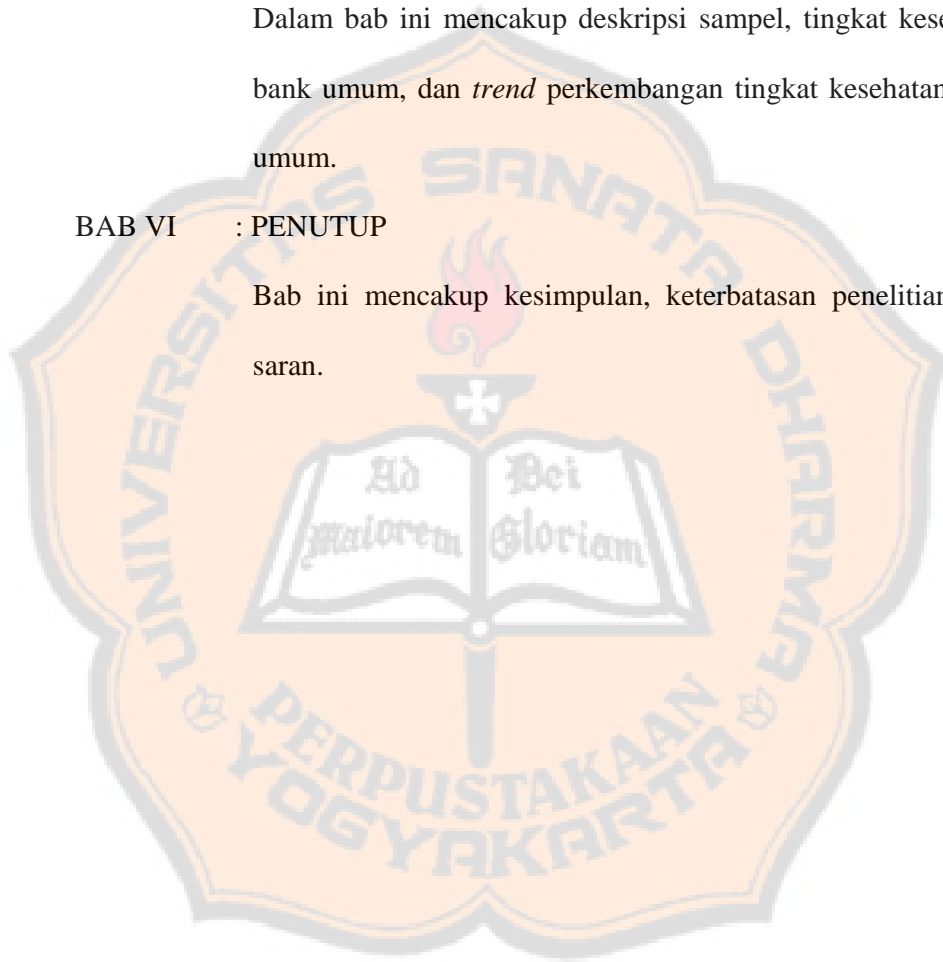 Dalam bab ini mencakup deskripsi sampel, tingkat kese
bank umum, dan trend perkembangan tingkat kesehatan
umum.
BAB VI : PENUTUP
Bab ini mencakup kesimpulan, keterbatasan penelitian
saran.
UNIVERSITAS SANATA DHARMA
Ad Dei
Maiorem Gloriam
PERPUSTAKAAN
YOGYAKARTA